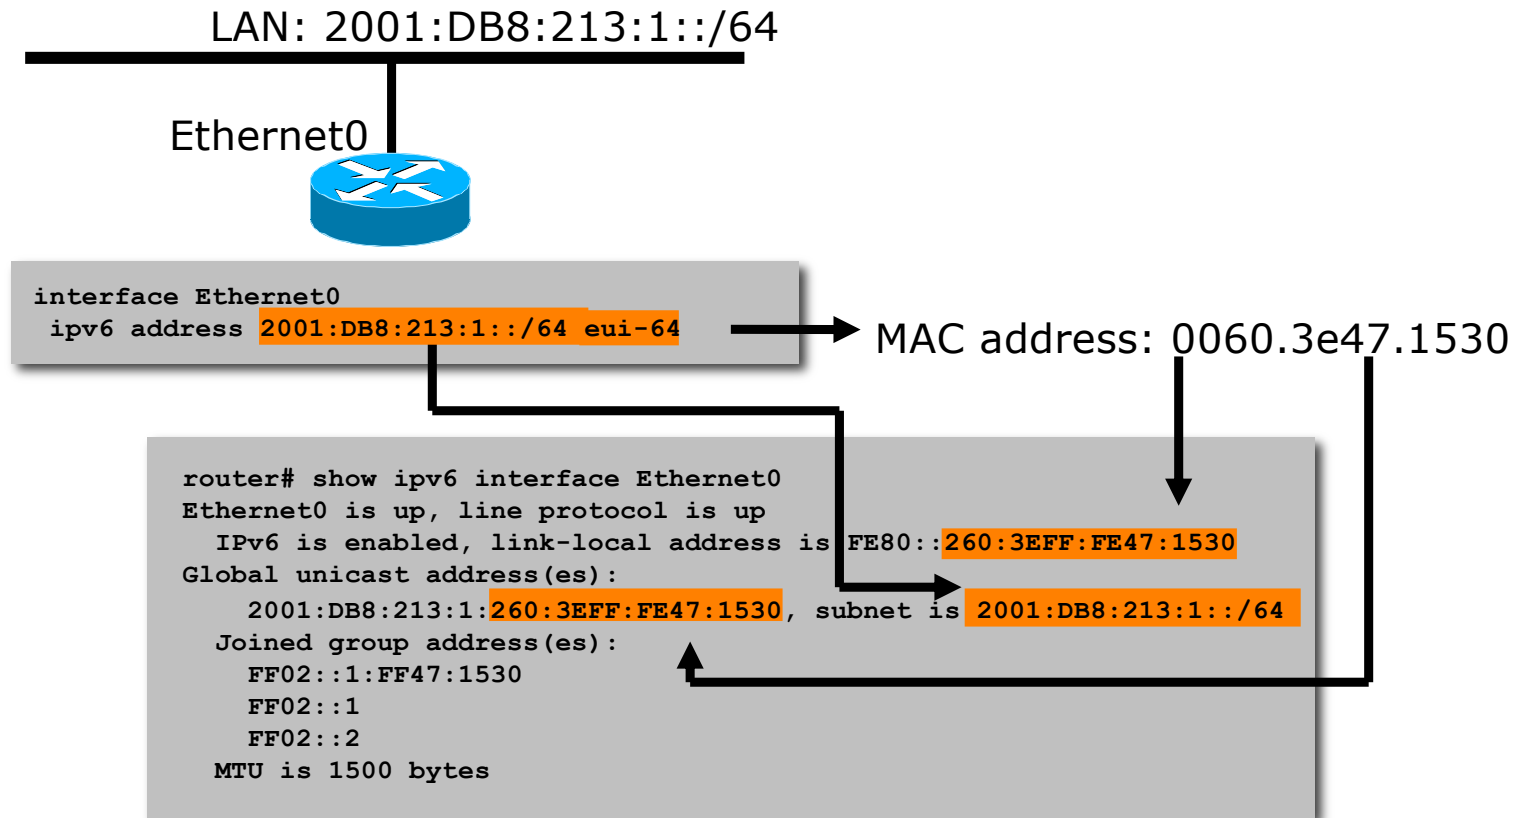 LAN: 2001:DB8:213:1::/64
Ethernet0
interface Ethernet0
ipv6 address 2001:DB8:213:1::/64 eui-64
MAC address: 0060.3e47.1530
router# show ipv6 interface Ethernet0
Ethernet0 is up, line protocol is up
IPv6 is enabled, link-local address is FE80::260:3EFF:FE47:1530
Global unicast address(es):
2001:DB8:213:1:260:3EFF:FE47:1530, subnet is 2001:DB8:213:1::/64
Joined group address(es):
FF02::1:FF47:1530
FF02::1
FF02::2
MTU is 1500 bytes